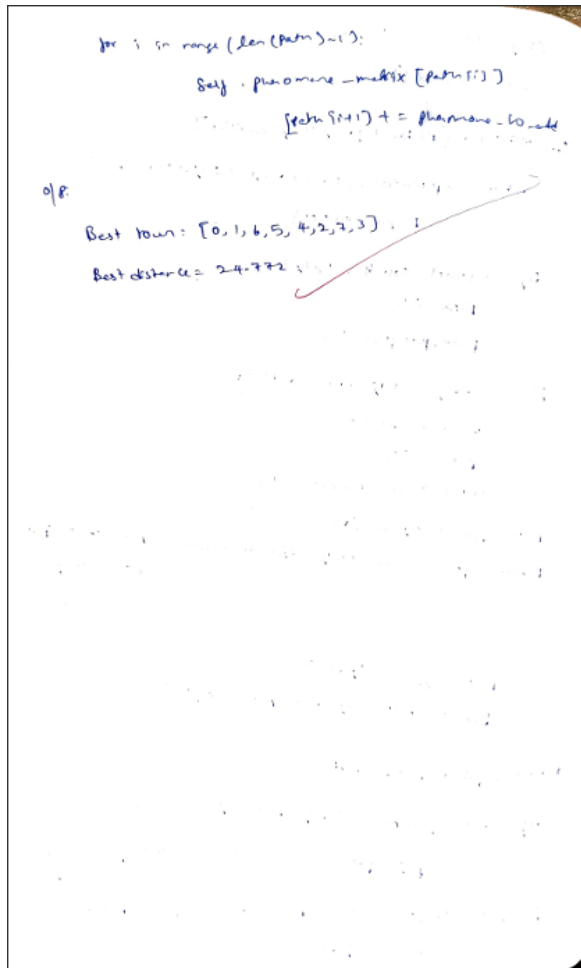 for i in range(len(path)-1):
self.pheromone_matrix[path[i]]
[path[i+1] += pheromone_to_add
o/p:
Best tour: [0, 1, 6, 5, 4, 2, 7, 3]
Best distance = 24.772